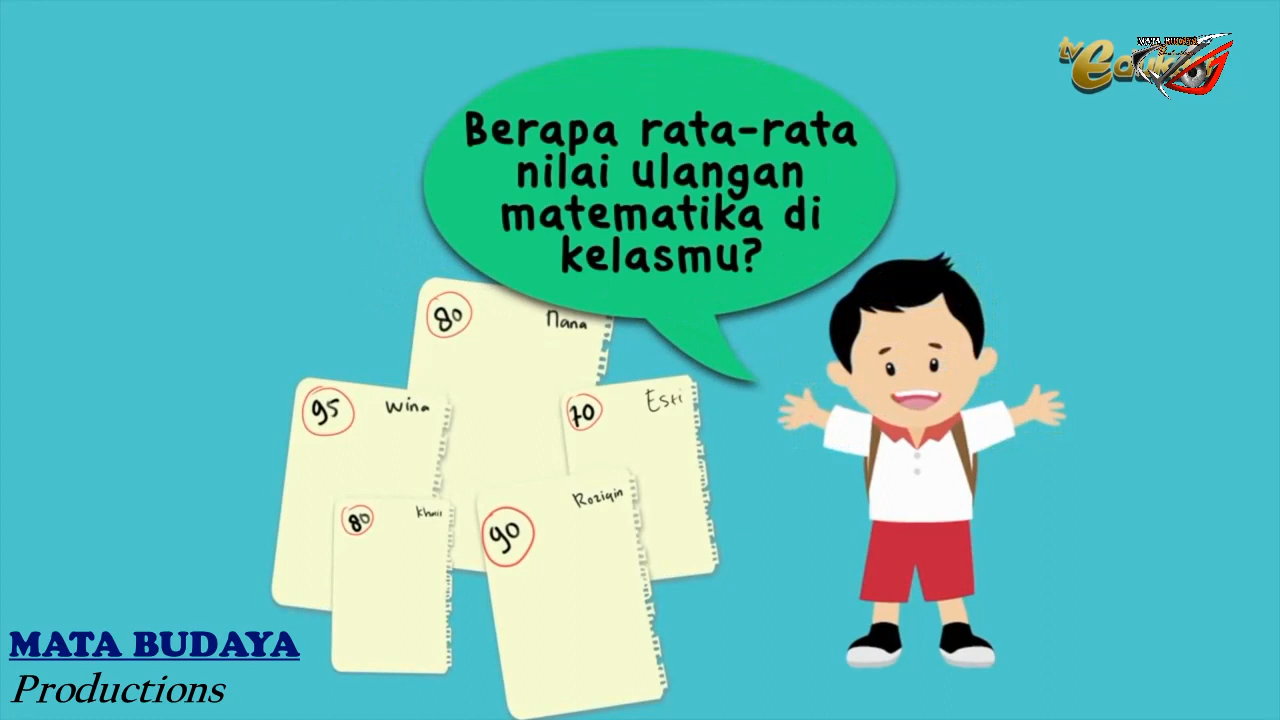 Berapa rata-rata
nilai ulangan
matematika di
kelasmu?
80
Nana
95
Wina
70
Esti
80
90
Roziqin
MATA BUDAYA
Productions
tv